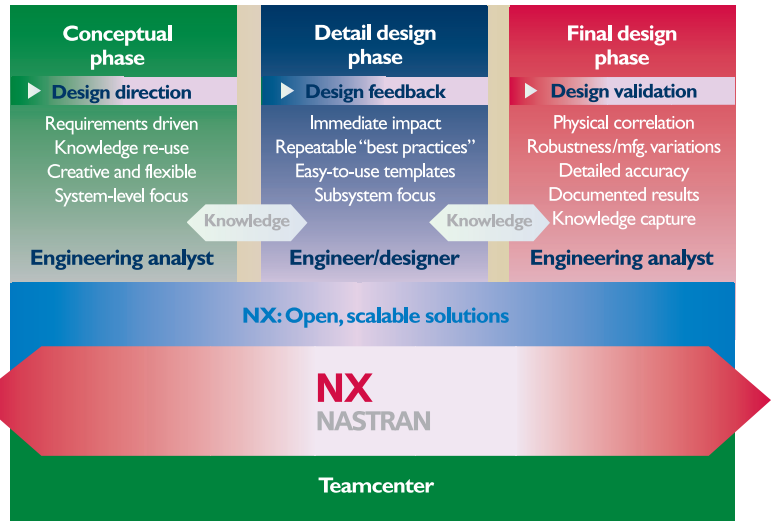 Conceptual
phase
Design direction
Requirements driven
Knowledge re-use
Creative and flexible
System-level focus
Engineering analyst
Knowledge
Detail design
phase
Design feedback
Immediate impact
Repeatable “best practices”
Easy-to-use templates
Subsystem focus
Engineer/designer
Knowledge
Final design
phase
Design validation
Physical correlation
Robustness/mfg. variations
Detailed accuracy
Documented results
Knowledge capture
Engineering analyst
NX: Open, scalable solutions
NX
NASTRAN
Teamcenter